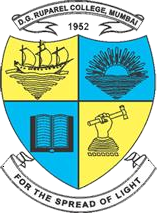 D.G. RUPAREL COLLEGE, MUMBAI
1952
FOR THE SPREAD OF LIGHT